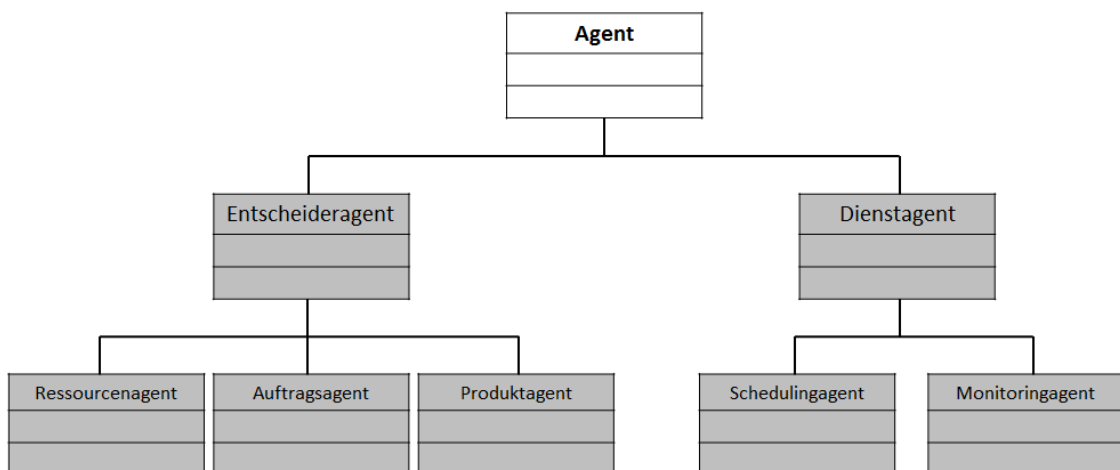 Agent
Entscheideragent
Dienstagent
Ressourcenagent
Auftragsagent
Produktagent
Schedulingagent
Monitoringagent